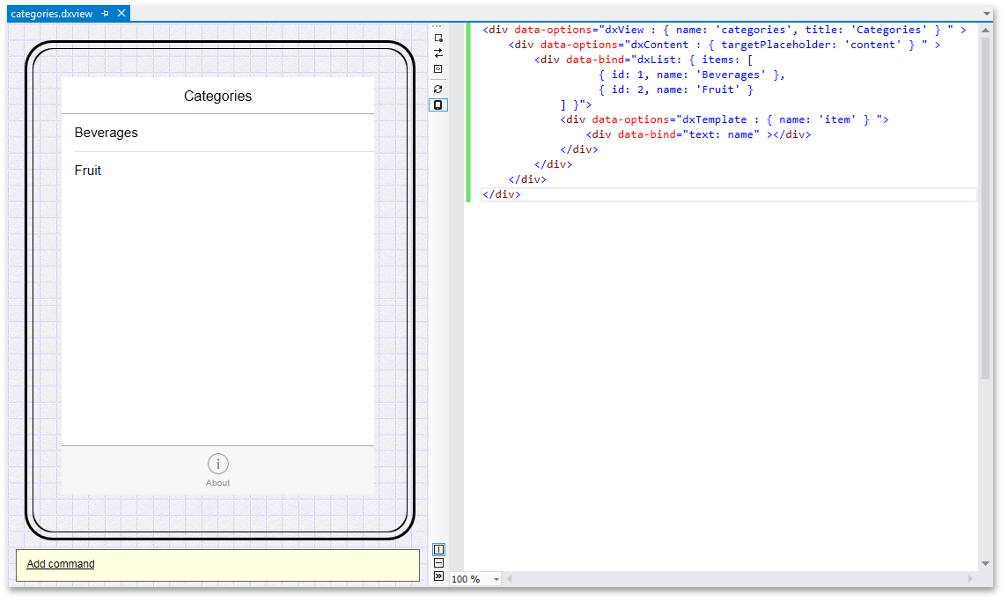 categories.dxview
Categories
Beverages
Fruit
About
Add command
<div data-options="dxView : { name: 'categories', title: 'Categories' } " >
    <div data-options="dxContent : { targetPlaceholder: 'content' } " >
        <div data-bind="dxList: { items: [
                  { id: 1, name: 'Beverages' },
                  { id: 2, name: 'Fruit' }
            ] }">
            <div data-options="dxTemplate : { name: 'item' } ">
                <div data-bind="text: name" ></div>
            </div>
        </div>
    </div>
</div>
100 %